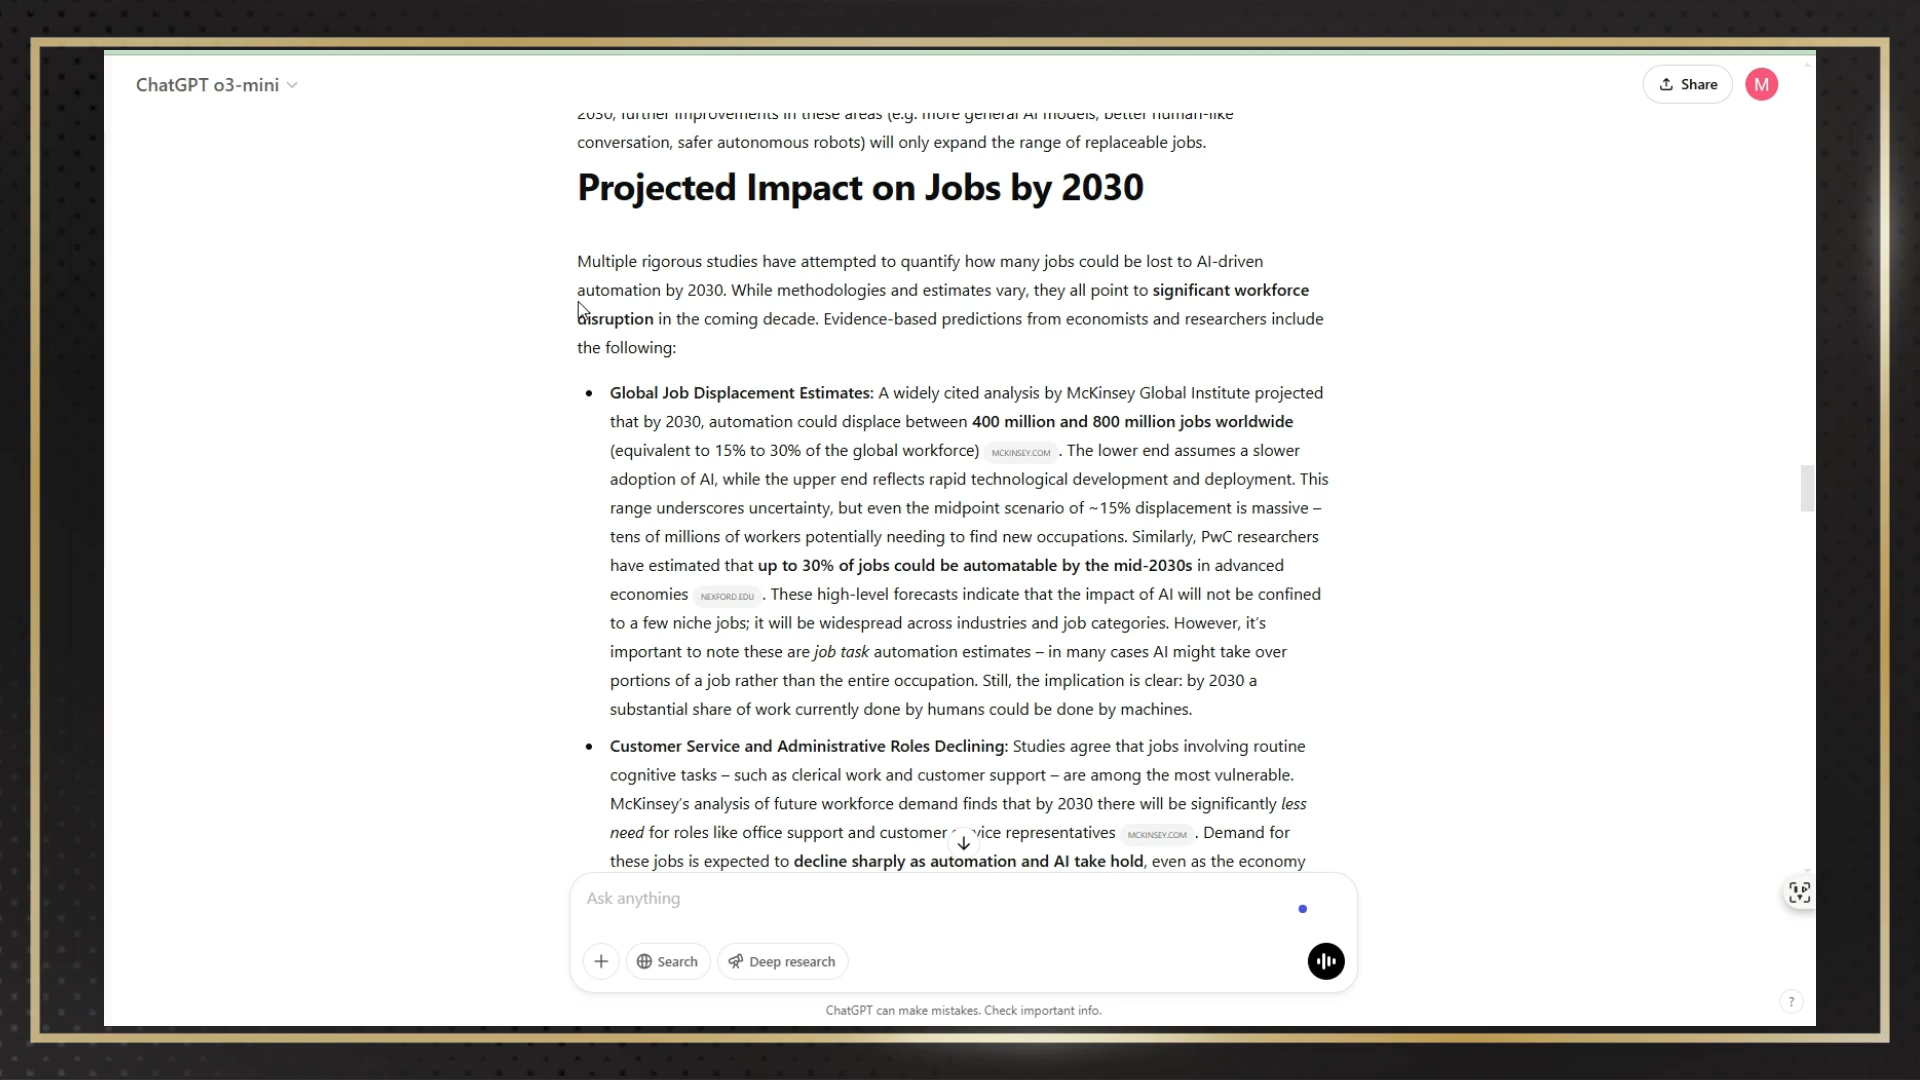 ChatGPT o3-mini
Share
M
2030, further improvements in these areas (e.g. more general AI models, better human-like
conversation, safer autonomous robots) will only expand the range of replaceable jobs.
Projected Impact on Jobs by 2030
Multiple rigorous studies have attempted to quantify how many jobs could be lost to AI-driven
automation by 2030. While methodologies and estimates vary, they all point to significant workforce
disruption in the coming decade. Evidence-based predictions from economists and researchers include
the following:
• Global Job Displacement Estimates: A widely cited analysis by McKinsey Global Institute projected
that by 2030, automation could displace between 400 million and 800 million jobs worldwide
(equivalent to 15% to 30% of the global workforce) MCKINSEY.COM . The lower end assumes a slower
adoption of AI, while the upper end reflects rapid technological development and deployment. This
range underscores uncertainty, but even the midpoint scenario of ~15% displacement is massive –
tens of millions of workers potentially needing to find new occupations. Similarly, PwC researchers
have estimated that up to 30% of jobs could be automatable by the mid-2030s in advanced
economies NEXFORD.EDU . These high-level forecasts indicate that the impact of AI will not be confined
to a few niche jobs; it will be widespread across industries and job categories. However, it's
important to note these are job task automation estimates – in many cases AI might take over
portions of a job rather than the entire occupation. Still, the implication is clear: by 2030 a
substantial share of work currently done by humans could be done by machines.
• Customer Service and Administrative Roles Declining: Studies agree that jobs involving routine
cognitive tasks – such as clerical work and customer support – are among the most vulnerable.
McKinsey's analysis of future workforce demand finds that by 2030 there will be significantly less
need for roles like office support and customer service representatives MCKINSEY.COM . Demand for
these jobs is expected to decline sharply as automation and AI take hold, even as the economy
Ask anything
Search
Deep research
ChatGPT can make mistakes. Check important info.
?